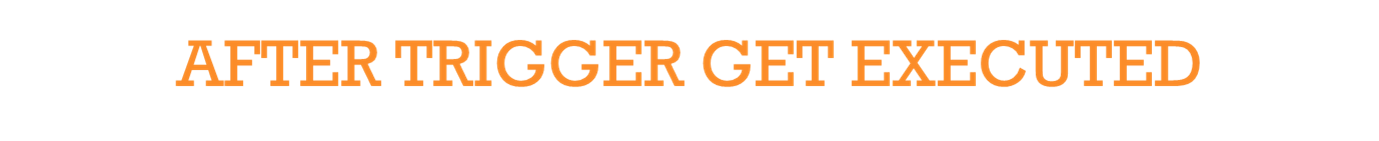 AFTER TRIGGER GET EXECUTED